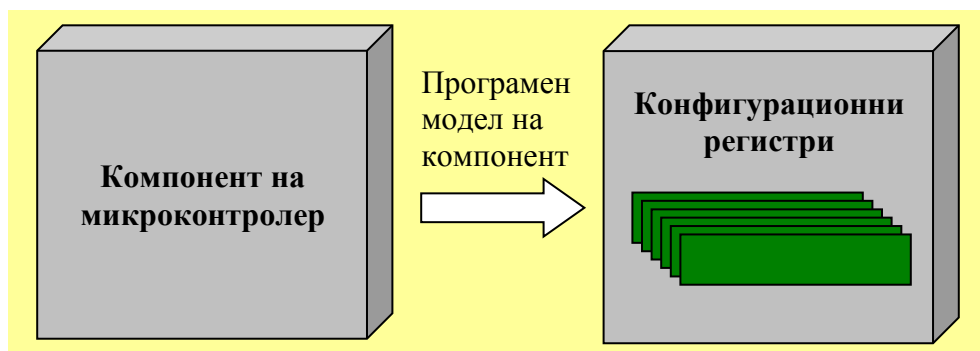 Компонент на
микроконтролер
Програмен
модел на
компонент
Конфигурационни
регистри